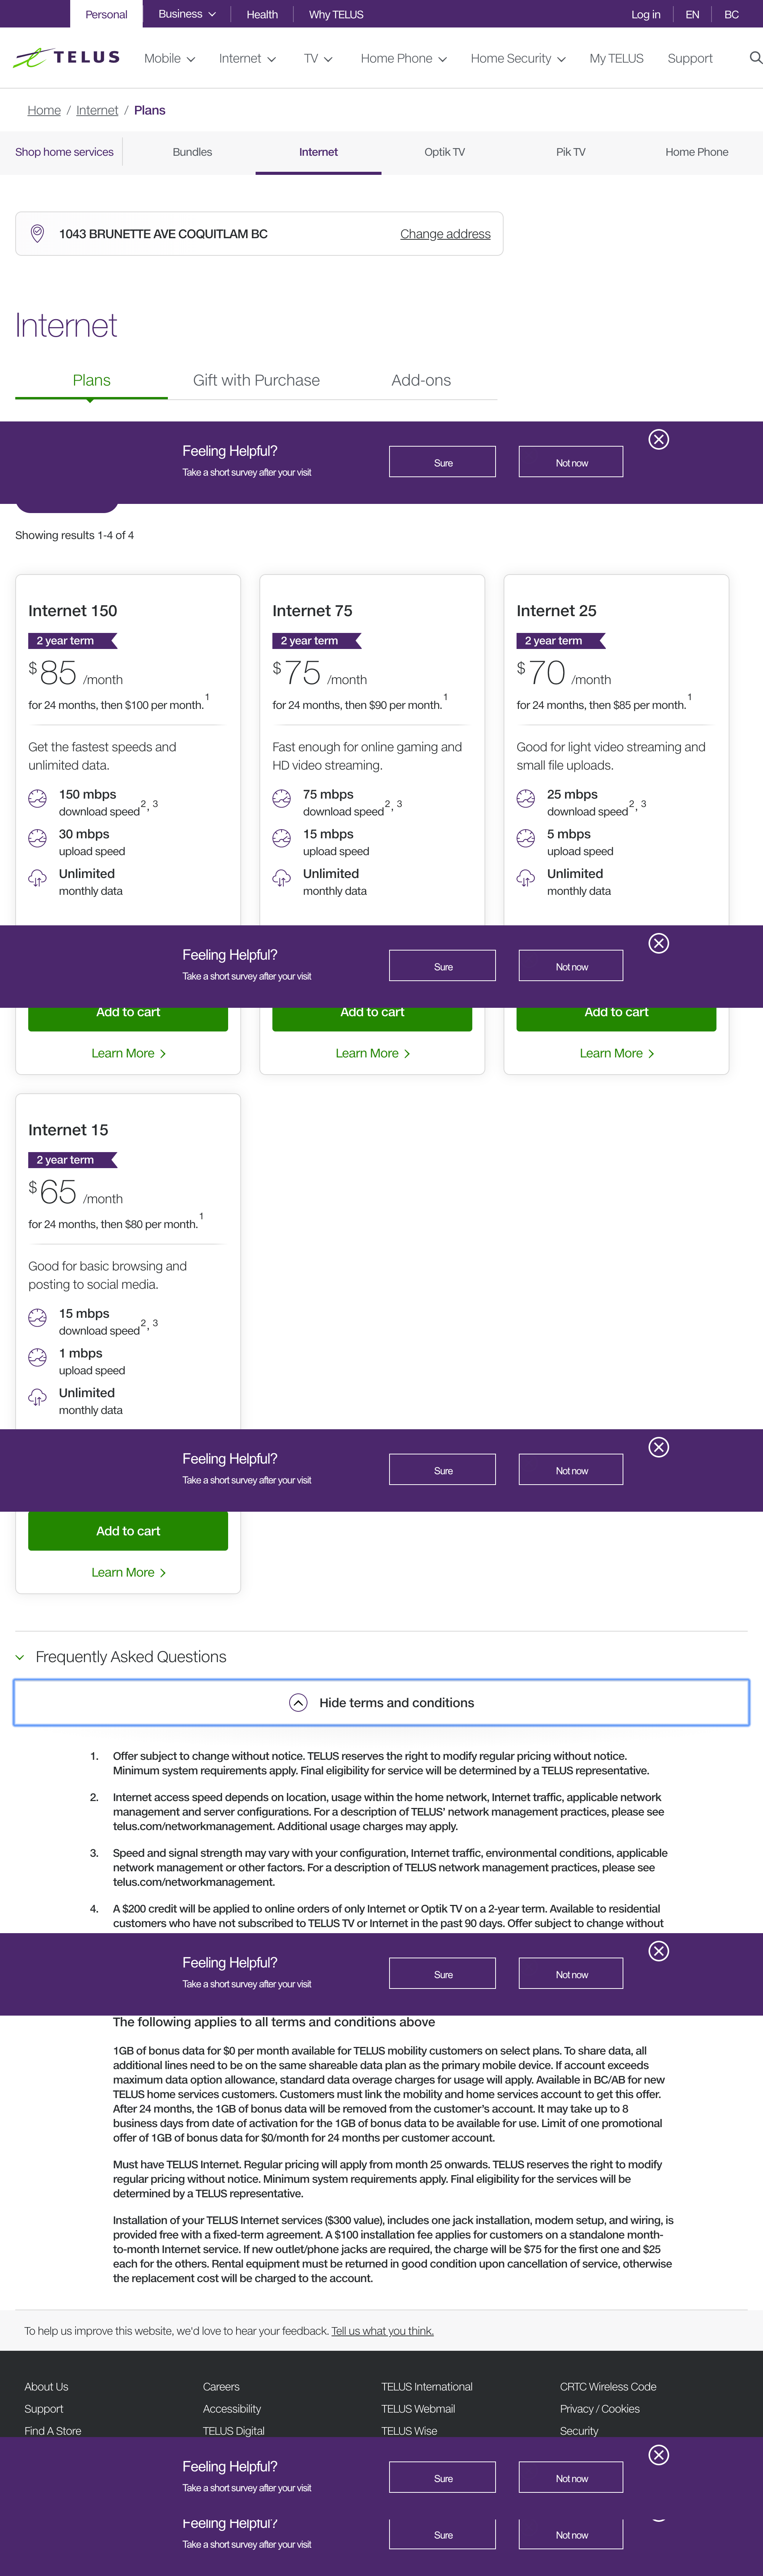 Personal
Business
Health
Why TELUS
Log in
EN
BC
TELUS
Mobile
Internet
TV
Home Phone
Home Security
My TELUS
Support
Home / Internet / Plans
Shop home services
Bundles
Internet
Optik TV
Pik TV
Home Phone
1043 BRUNETTE AVE COQUITLAM BC
Change address
Internet
Plans
Gift with Purchase
Add-ons
Feeling Helpful?
Take a short survey after your visit
Sure
Not now
Showing results 1-4 of 4
Internet 150
2 year term
$85 /month
for 24 months, then $100 per month.1
Get the fastest speeds and
unlimited data.
150 mbps
download speed2, 3
30 mbps
upload speed
Unlimited
monthly data
Internet 75
2 year term
$75 /month
for 24 months, then $90 per month.1
Fast enough for online gaming and
HD video streaming.
75 mbps
download speed2, 3
15 mbps
upload speed
Unlimited
monthly data
Internet 25
2 year term
$70 /month
for 24 months, then $85 per month.1
Good for light video streaming and
small file uploads.
25 mbps
download speed2, 3
5 mbps
upload speed
Unlimited
monthly data
Feeling Helpful?
Take a short survey after your visit
Sure
Not now
Add to cart
Learn More
Add to cart
Learn More
Add to cart
Learn More
Internet 15
2 year term
$65 /month
for 24 months, then $80 per month.1
Good for basic browsing and
posting to social media.
15 mbps
download speed2, 3
1 mbps
upload speed
Unlimited
monthly data
Feeling Helpful?
Take a short survey after your visit
Sure
Not now
Add to cart
Learn More
Frequently Asked Questions
Hide terms and conditions
1. Offer subject to change without notice. TELUS reserves the right to modify regular pricing without notice.
Minimum system requirements apply. Final eligibility for service will be determined by a TELUS representative.
2. Internet access speed depends on location, usage within the home network, Internet traffic, applicable network
management and server configurations. For a description of TELUS' network management practices, please see
telus.com/networkmanagement. Additional usage charges may apply.
3. Speed and signal strength may vary with your configuration, Internet traffic, environmental conditions, applicable
network management or other factors. For a description of TELUS network management practices, please see
telus.com/networkmanagement.
4. A $200 credit will be applied to online orders of only Internet or Optik TV on a 2-year term. Available to residential
customers who have not subscribed to TELUS TV or Internet in the past 90 days. Offer subject to change without
Feeling Helpful?
Take a short survey after your visit
Sure
Not now
The following applies to all terms and conditions above
1GB of bonus data for $0 per month available for TELUS mobility customers on select plans. To share data, all
additional lines need to be on the same shareable data plan as the primary mobile device. If account exceeds
maximum data option allowance, standard data overage charges for usage will apply. Available in BC/AB for new
TELUS home services customers. Customers must link the mobility and home services account to get this offer.
After 24 months, the 1GB of bonus data will be removed from the customer's account. It may take up to 8
business days from date of activation for the 1GB of bonus data to be available for use. Limit of one promotional
offer of 1GB of bonus data for $0/month for 24 months per customer account.
Must have TELUS Internet. Regular pricing will apply from month 25 onwards. TELUS reserves the right to modify
regular pricing without notice. Minimum system requirements apply. Final eligibility for the services will be
determined by a TELUS representative.
Installation of your TELUS Internet services ($300 value), includes one jack installation, modem setup, and wiring, is
provided free with a fixed-term agreement. A $100 installation fee applies for customers on a standalone month-
to-month Internet service. If new outlet/phone jacks are required, the charge will be $75 for the first one and $25
each for the others. Rental equipment must be returned in good condition upon cancellation of service, otherwise
the replacement cost will be charged to the account.
To help us improve this website, we'd love to hear your feedback. Tell us what you think.
About Us
Careers
TELUS International
CRTC Wireless Code
Support
Accessibility
TELUS Webmail
Privacy / Cookies
Find A Store
TELUS Digital
TELUS Wise
Security
Feeling Helpful?
Take a short survey after your visit
Sure
Not now
Feeling Helpful?
Take a short survey after your visit
Sure
Not now